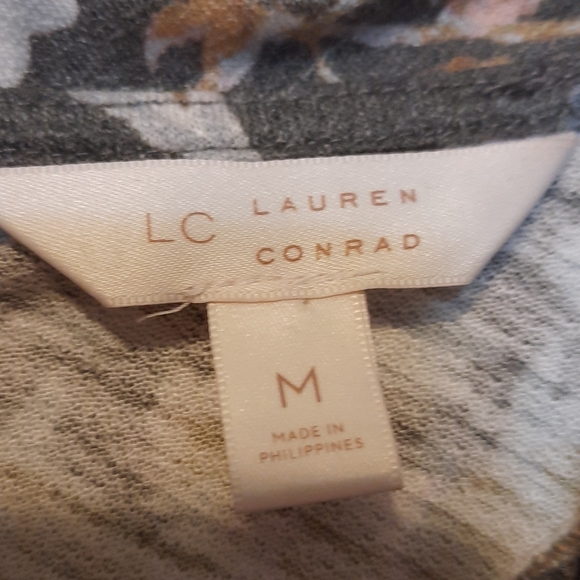 LC LAUREN
CONRAD
M
MADE IN
PHILIPPINES